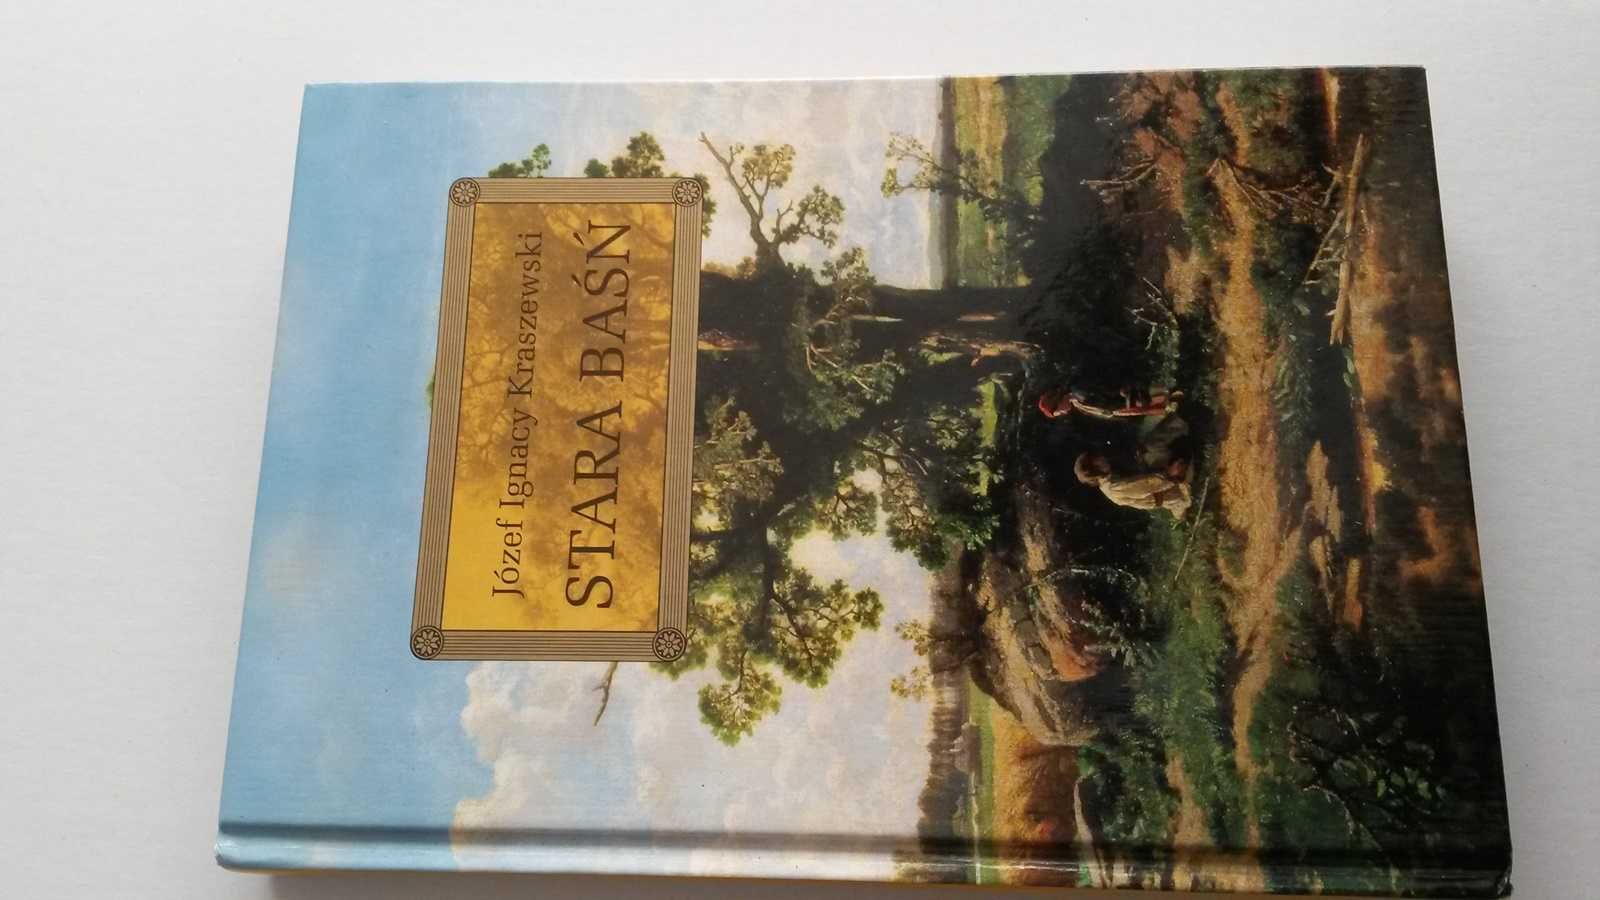 Józef Ignacy Kraszewski
STARA BAŚŃ